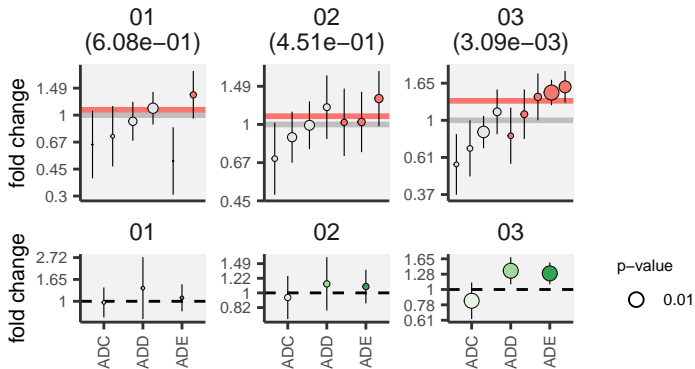 01
(6.08e−01)
02
(4.51e−01)
03
(3.09e−03)
fold change
1.49
1
0.67
0.45
0.3
1.49
1
0.67
0.45
1.65
1
0.61
0.37
01
02
03
fold change
2.72
1.65
1
1.49
1.22
1
0.82
1.65
1.28
1
0.78
0.61
ADC
ADD
ADE
ADC
ADD
ADE
ADC
ADD
ADE
p−value
0.01